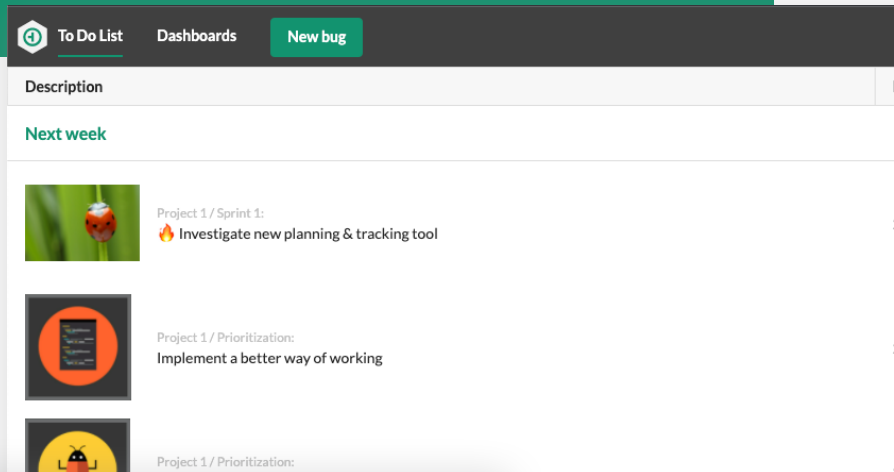 To Do List Dashboards New bug
Description
Next week
Project 1 / Sprint 1:
🔥 Investigate new planning & tracking tool
Project 1 / Prioritization:
Implement a better way of working
Project 1 / Prioritization: